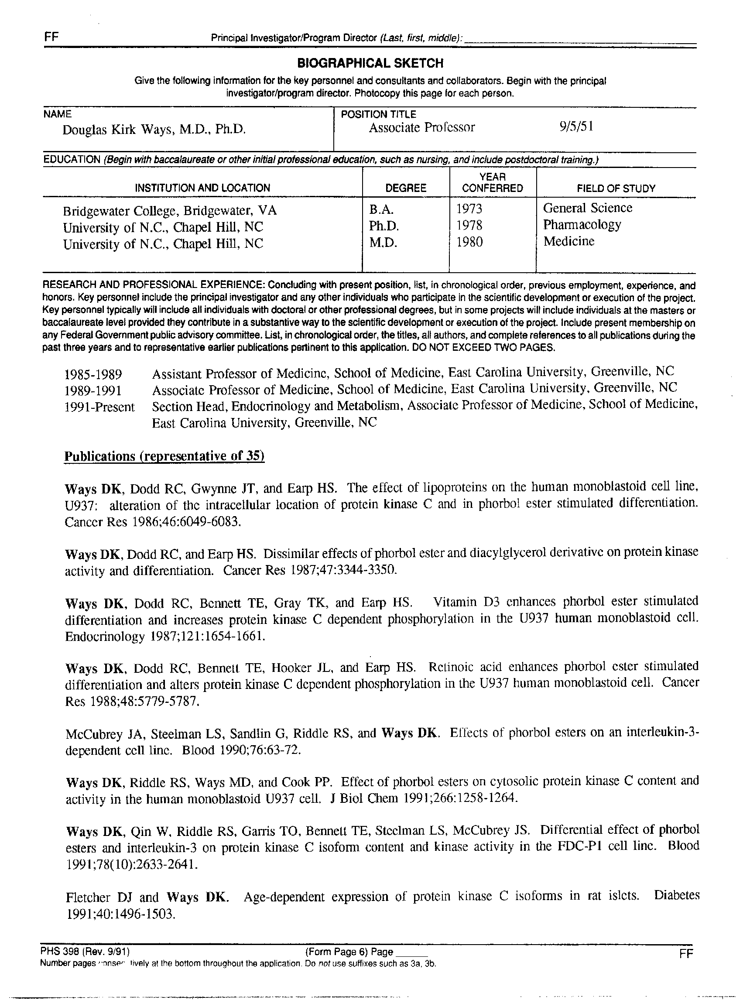 FF
Principal Investigator/Program Director (Last, first, middle):
BIOGRAPHICAL SKETCH
Give the following information for the key personnel and consultants and collaborators. Begin with the principal
investigator/program director. Photocopy this page for each person.
NAME
POSITION TITLE
Douglas Kirk Ways, M.D., Ph.D.
Associate Professor 9/5/51
EDUCATION (Begin with baccalaureate or other initial professional education, such as nursing, and include postdoctoral training.)
INSTITUTION AND LOCATION DEGREE YEAR CONFERRED FIELD OF STUDY
Bridgewater College, Bridgewater, VA B.A. 1973 General Science
University of N.C., Chapel Hill, NC Ph.D. 1978 Pharmacology
University of N.C., Chapel Hill, NC M.D. 1980 Medicine
RESEARCH AND PROFESSIONAL EXPERIENCE: Concluding with present position, list, in chronological order, previous employment, experience, and
honors. Key personnel include the principal investigator and any other individuals who participate in the scientific development or execution of the project.
Key personnel typically will include all individuals with doctoral or other professional degrees, but in some projects will include individuals at the masters or
baccalaureate level provided they contribute in a substantive way to the scientific development or execution of the project. Include present membership on
any Federal Government public advisory committee. List, in chronological order, the titles, all authors, and complete references to all publications during the
past three years and to representative earlier publications pertinent to this application. DO NOT EXCEED TWO PAGES.
1985-1989 Assistant Professor of Medicine, School of Medicine, East Carolina University, Greenville, NC
1989-1991 Associate Professor of Medicine, School of Medicine, East Carolina University, Greenville, NC
1991-Present Section Head, Endocrinology and Metabolism, Associate Professor of Medicine, School of Medicine,
East Carolina University, Greenville, NC
Publications (representative of 35)
Ways DK, Dodd RC, Gwynne JT, and Earp HS. The effect of lipoproteins on the human monoblastoid cell line,
U937: alteration of the intracellular location of protein kinase C and in phorbol ester stimulated differentiation.
Cancer Res 1986;46:6049-6083.
Ways DK, Dodd RC, and Earp HS. Dissimilar effects of phorbol ester and diacylglycerol derivative on protein kinase
activity and differentiation. Cancer Res 1987;47:3344-3350.
Ways DK, Dodd RC, Bennett TE, Gray TK, and Earp HS. Vitamin D3 enhances phorbol ester stimulated
differentiation and increases protein kinase C dependent phosphorylation in the U937 human monoblastoid cell.
Endocrinology 1987;121:1654-1661.
Ways DK, Dodd RC, Bennett TE, Hooker JL, and Earp HS. Retinoic acid enhances phorbol ester stimulated
differentiation and alters protein kinase C dependent phosphorylation in the U937 human monoblastoid cell. Cancer
Res 1988;48:5779-5787.
McCubrey JA, Steelman LS, Sandlin G, Riddle RS, and Ways DK. Effects of phorbol esters on an interleukin-3-
dependent cell line. Blood 1990;76:63-72.
Ways DK, Riddle RS, Ways MD, and Cook PP. Effect of phorbol esters on cytosolic protein kinase C content and
activity in the human monoblastoid U937 cell. J Biol Chem 1991;266:1258-1264.
Ways DK, Qin W, Riddle RS, Garris TO, Bennett TE, Steelman LS, McCubrey JS. Differential effect of phorbol
esters and interleukin-3 on protein kinase C isoform content and kinase activity in the FDC-P1 cell line. Blood
1991;78(10):2633-2641.
Fletcher DJ and Ways DK. Age-dependent expression of protein kinase C isoforms in rat islets. Diabetes
1991;40:1496-1503.
PHS 398 (Rev. 9/91) (Form Page 6) Page FF
Number pages tively at the bottom throughout the application. Do not use suffixes such as 3a, 3b.